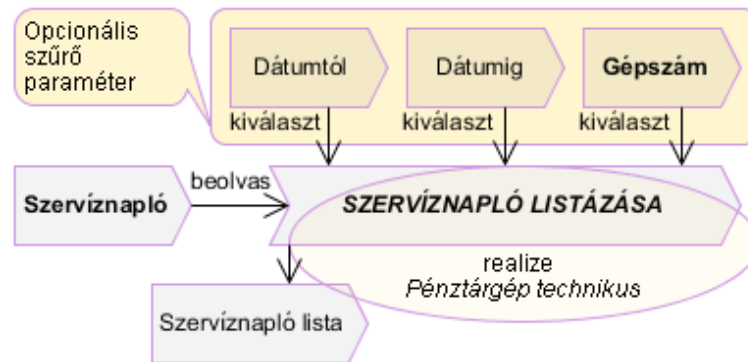 Opcionális
szűrő
paraméter
Dátumtól
Dátumig
Gépszám
kiválaszt
kiválaszt
kiválaszt
Szervíznapló
beolvas
SZERVÍZNAPLÓ LISTÁZÁSA
realize
Pénztárgép technikus
Szervíznapló lista